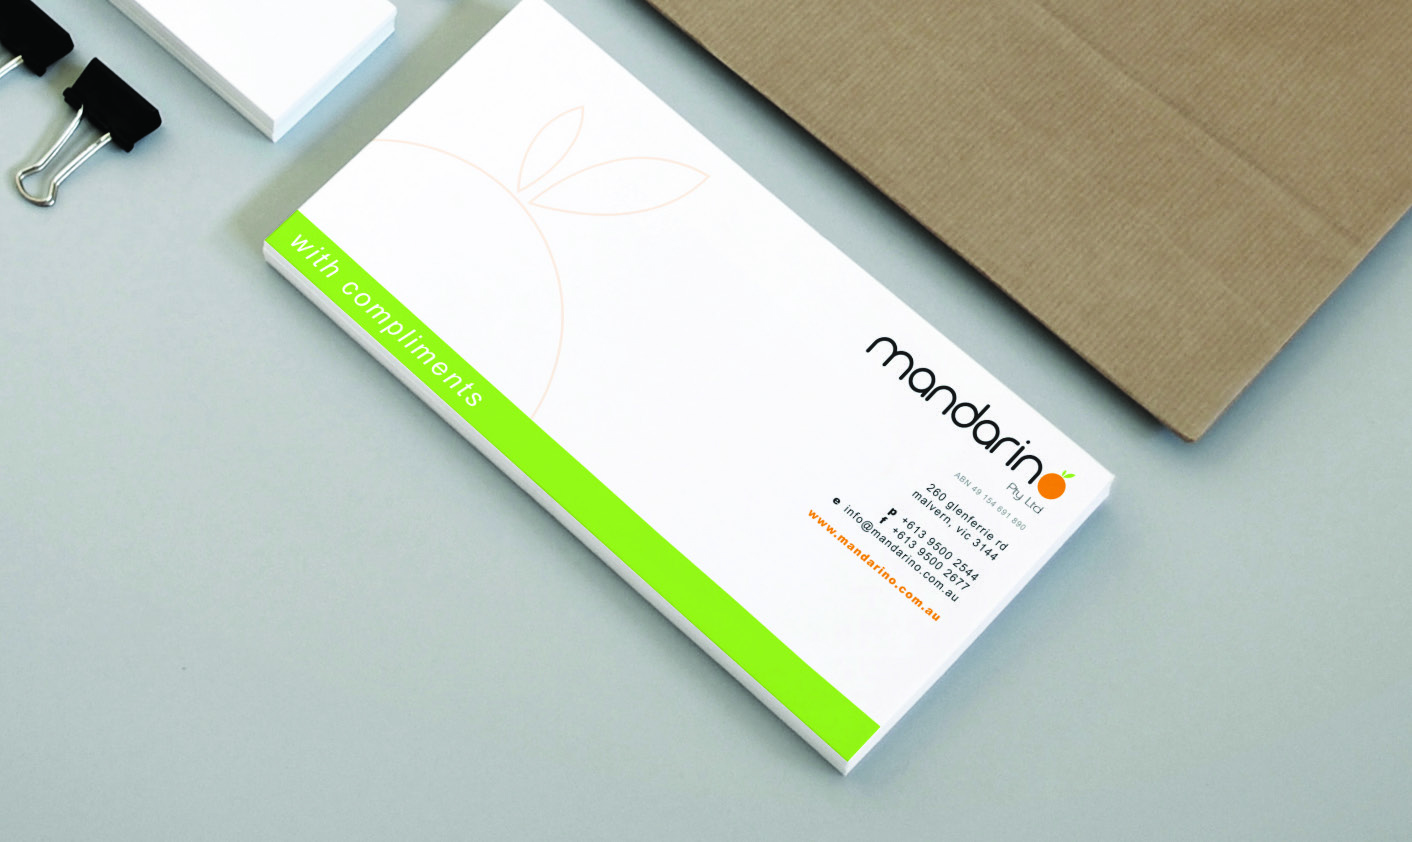 mandarino
Pty Ltd
ABN 49 154 691 890
260 glenferrie rd
malvern, vic 3144
p +613 9500 2544
f +613 9500 2677
e info@mandarino.com.au
www.mandarino.com.au
with compliments